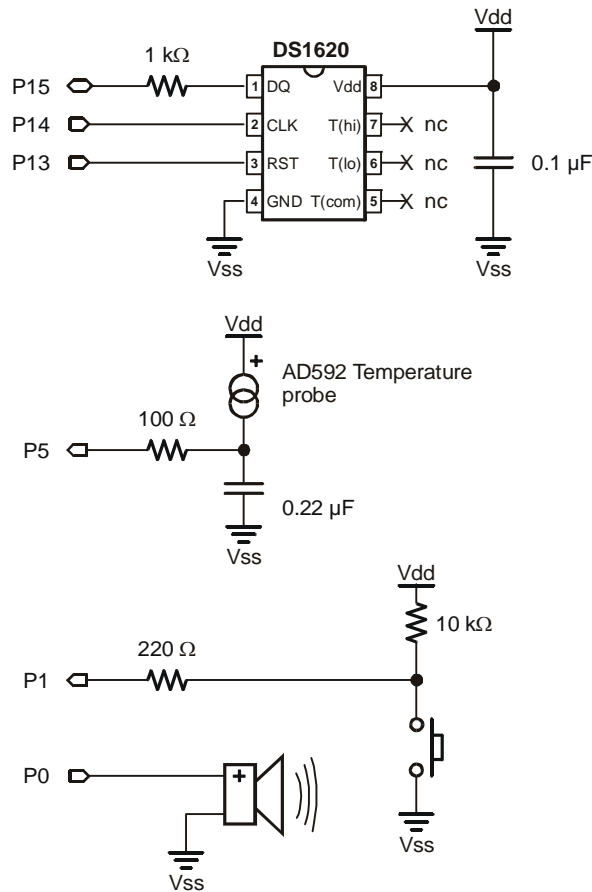 Vdd
1 kΩ
DS1620
P15
1 DQ Vdd 8
P14
2 CLK T(hi) 7 X nc
P13
3 RST T(lo) 6 X nc
0.1 µF
4 GND T(com) 5 X nc
Vss
Vss
Vdd
+
AD592 Temperature
probe
100 Ω
P5
0.22 µF
Vss
Vdd
10 kΩ
220 Ω
P1
P0
+
Vss
Vss